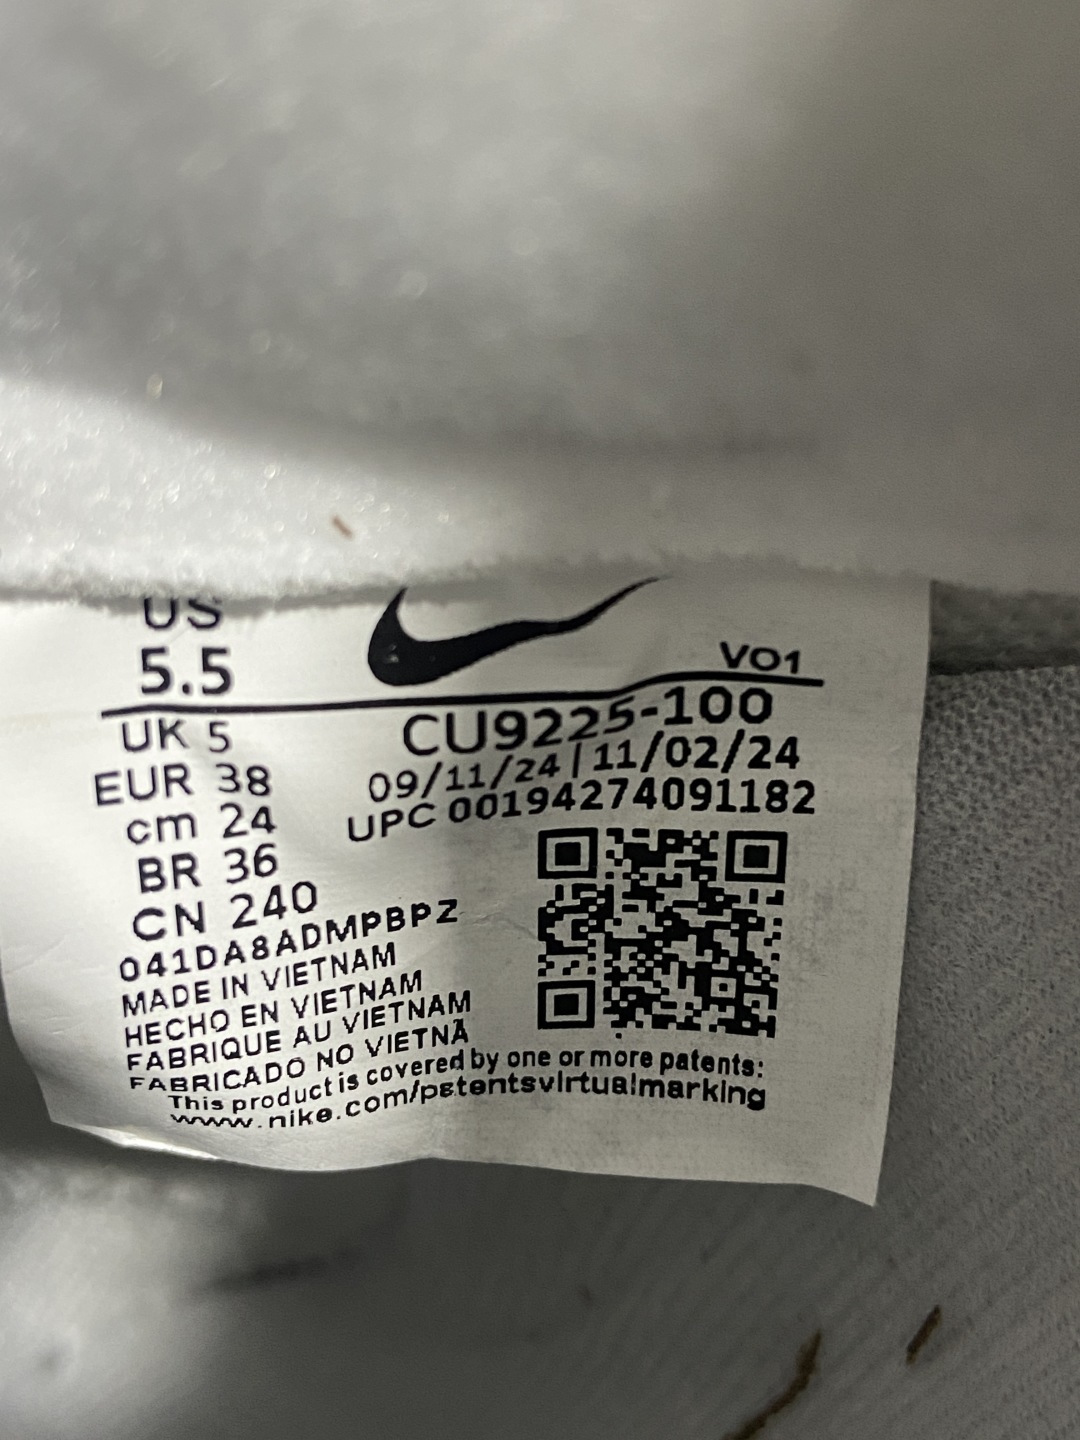 US
5.5
VO1
UK 5
EUR 38
cm 24
BR 36
CN 240
CU9225-100
09/11/24 | 11/02/24
UPC 00194274091182
041DA8ADMPBPZ
MADE IN VIETNAM
HECHO EN VIETNAM
FABRIQUE AU VIETNAM
FABRICADO NO VIETNÃ
This product is covered by one or more patents:
www.nike.com/patentsvirtualmarking